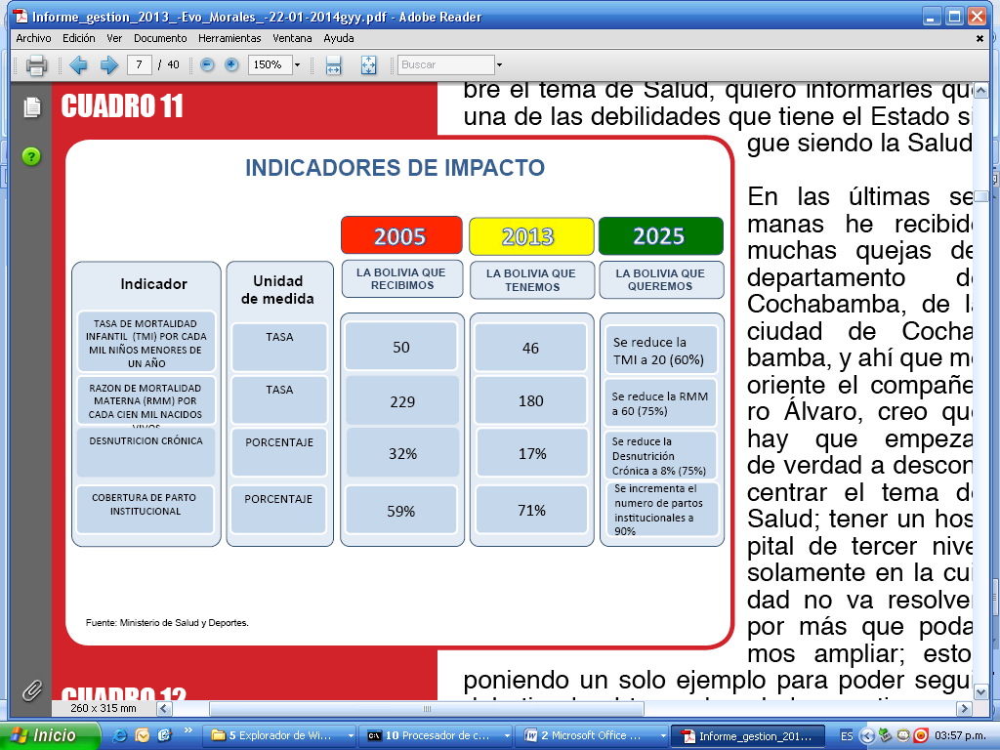 Informe_gestion_2013_-Evo_Morales_-22-01-2014gyy.pdf - Adobe Reader
Archivo Edición Ver Documento Herramientas Ventana Ayuda
7 / 40 150% Buscar
CUADRO 11
INDICADORES DE IMPACTO
2005 2013 2025
LA BOLIVIA QUE
RECIBIMOS
LA BOLIVIA QUE
TENEMOS
LA BOLIVIA QUE
QUEREMOS
Indicador
Unidad
de medida
TASA DE MORTALIDAD
INFANTIL (TMI) POR CADA
MIL NIÑOS MENORES DE
UN AÑO
TASA
50
46
Se reduce la
TMI a 20 (60%)
RAZON DE MORTALIDAD
MATERNA (RMM) POR
CADA CIEN MIL NACIDOS
VIVOS
TASA
229
180
Se reduce la RMM
a 60 (75%)
DESNUTRICION CRÓNICA
PORCENTAJE
32%
17%
Se reduce la
Desnutrición
Crónica a 8% (75%)
COBERTURA DE PARTO
INSTITUCIONAL
PORCENTAJE
59%
71%
Se incrementa el
numero de partos
institucionales a
90%
Fuente: Ministerio de Salud y Deportes.
CUADRO 12
bre el tema de Salud, quiero informarles que
una de las debilidades que tiene el Estado si
gue siendo la Salud
En las últimas se
manas he recibido
muchas quejas de
departamento de
Cochabamba, de la
ciudad de Cocha
bamba, y ahí que me
oriente el compañe
ro Álvaro, creo que
hay que empeza
de verdad a descon
centrar el tema de
Salud; tener un hos
pital de tercer nive
solamente en la cui
dad no va resolver
por más que poda
mos ampliar; esto
poniendo un solo ejemplo para poder segui
260 x 315 mm
Inicio
5 Explorador de Wi...
10 Procesador de c...
2 Microsoft Office ...
Informe_gestion_201...
ES 03:57 p.m.